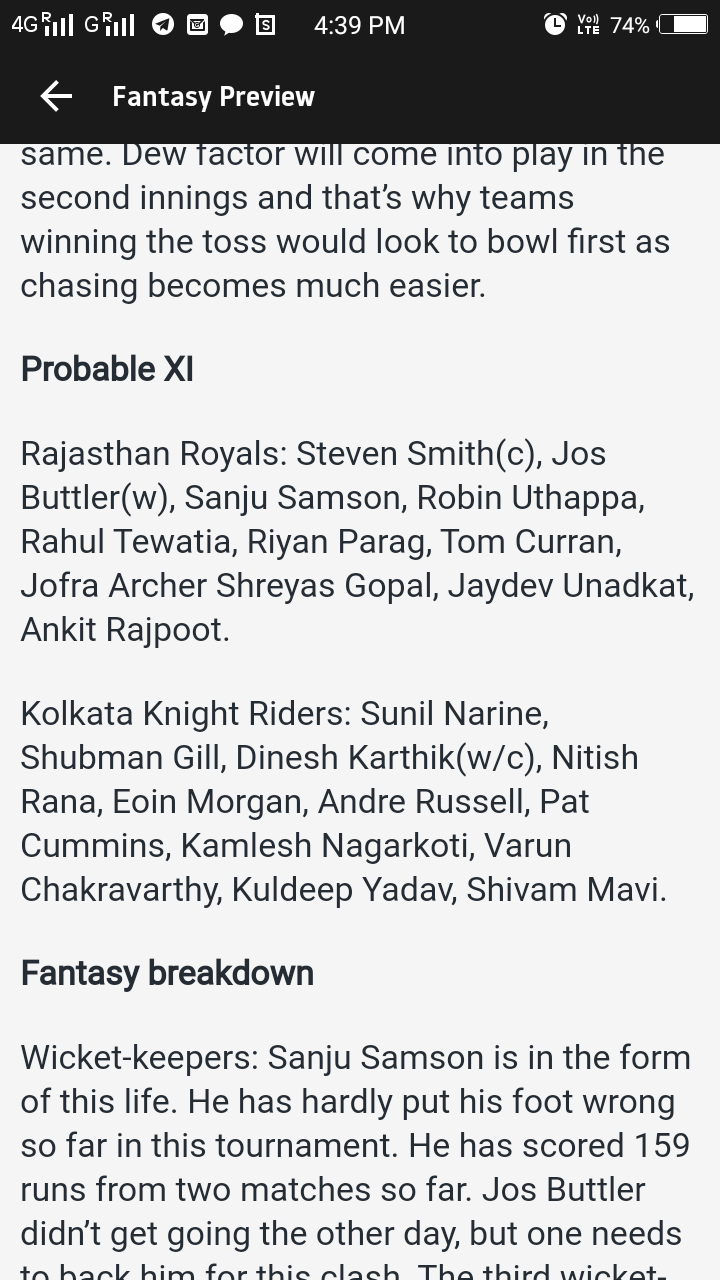 4G R G R 4:39 PM Vo)) LTE 74%
Fantasy Preview
same. Dew factor will come into play in the
second innings and that’s why teams
winning the toss would look to bowl first as
chasing becomes much easier.
Probable XI
Rajasthan Royals: Steven Smith(c), Jos
Buttler(w), Sanju Samson, Robin Uthappa,
Rahul Tewatia, Riyan Parag, Tom Curran,
Jofra Archer Shreyas Gopal, Jaydev Unadkat,
Ankit Rajpoot.
Kolkata Knight Riders: Sunil Narine,
Shubman Gill, Dinesh Karthik(w/c), Nitish
Rana, Eoin Morgan, Andre Russell, Pat
Cummins, Kamlesh Nagarkoti, Varun
Chakravarthy, Kuldeep Yadav, Shivam Mavi.
Fantasy breakdown
Wicket-keepers: Sanju Samson is in the form
of this life. He has hardly put his foot wrong
so far in this tournament. He has scored 159
runs from two matches so far. Jos Buttler
didn’t get going the other day, but one needs
to back him for this clash. The third wicket-